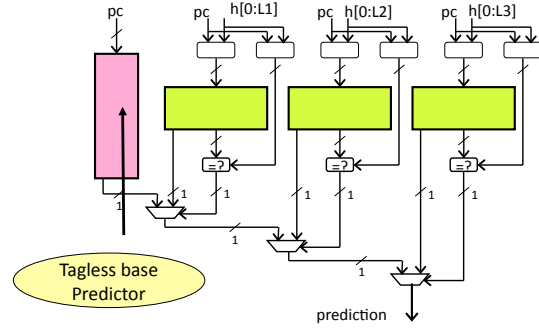 pc
pc h[0:L1]
pc h[0:L2]
pc h[0:L3]
=?
=?
=?
1
1
1
1
1
1
1
1
1
Tagless base
Predictor
prediction